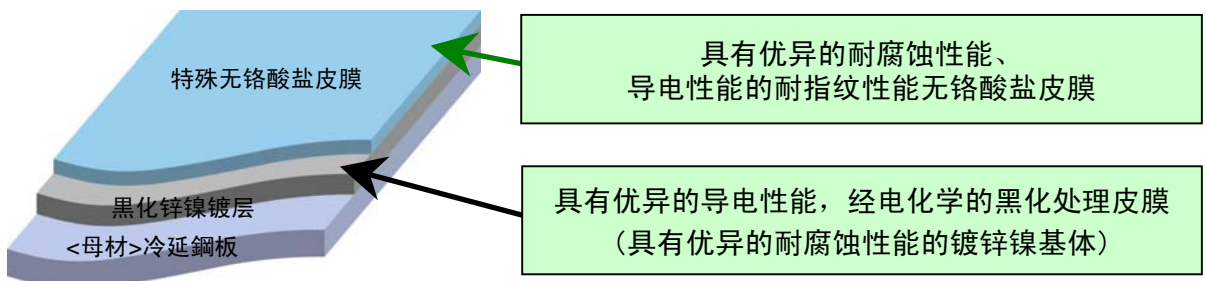 特殊无铬酸盐皮膜
黒化锌镍镀层
<母材>冷延鋼板
具有优异的耐腐蚀性能、
导电性能的耐指纹性能无铬酸盐皮膜
具有优异的导电性能，经电化学的黑化处理皮膜
（具有优异的耐腐蚀性能的镀锌镍基体）